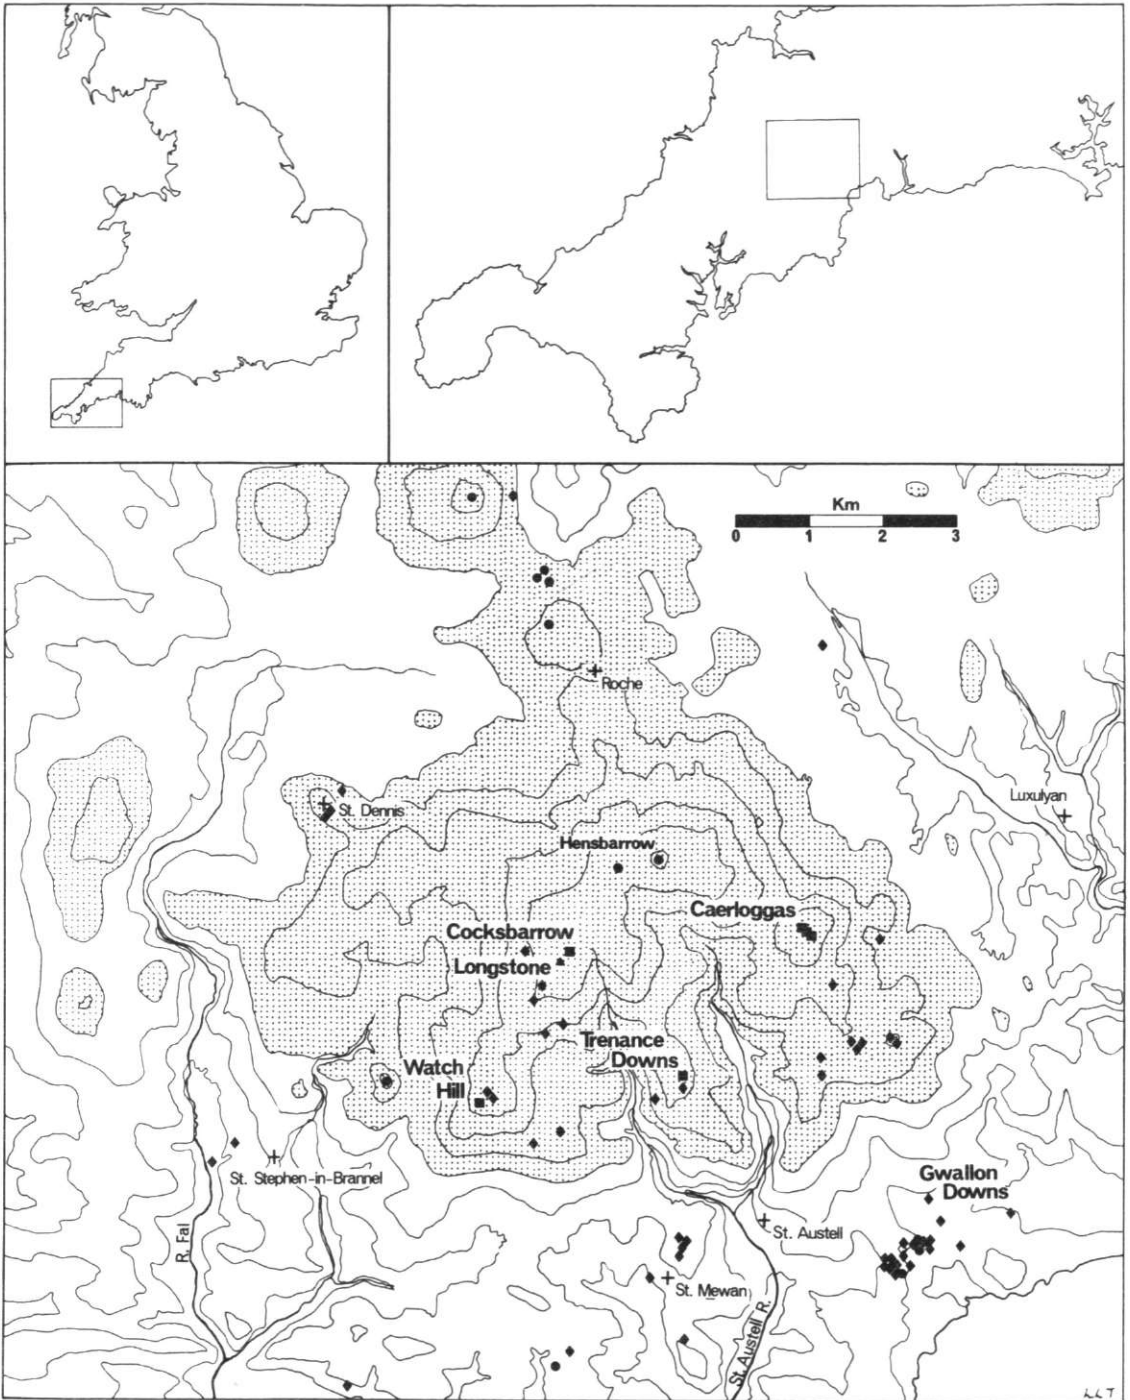 Km
0 1 2 3
Roche
Luxulyan
St. Dennis
Hensbarrow
Caerloggas
Cocksbarrow
Longstone
Trenance
Downs
Watch
Hill
St. Stephen-in-Brannel
Gwallon
Downs
R. Fal
St. Austell
St. Mewan
St. Austell R.
LLT